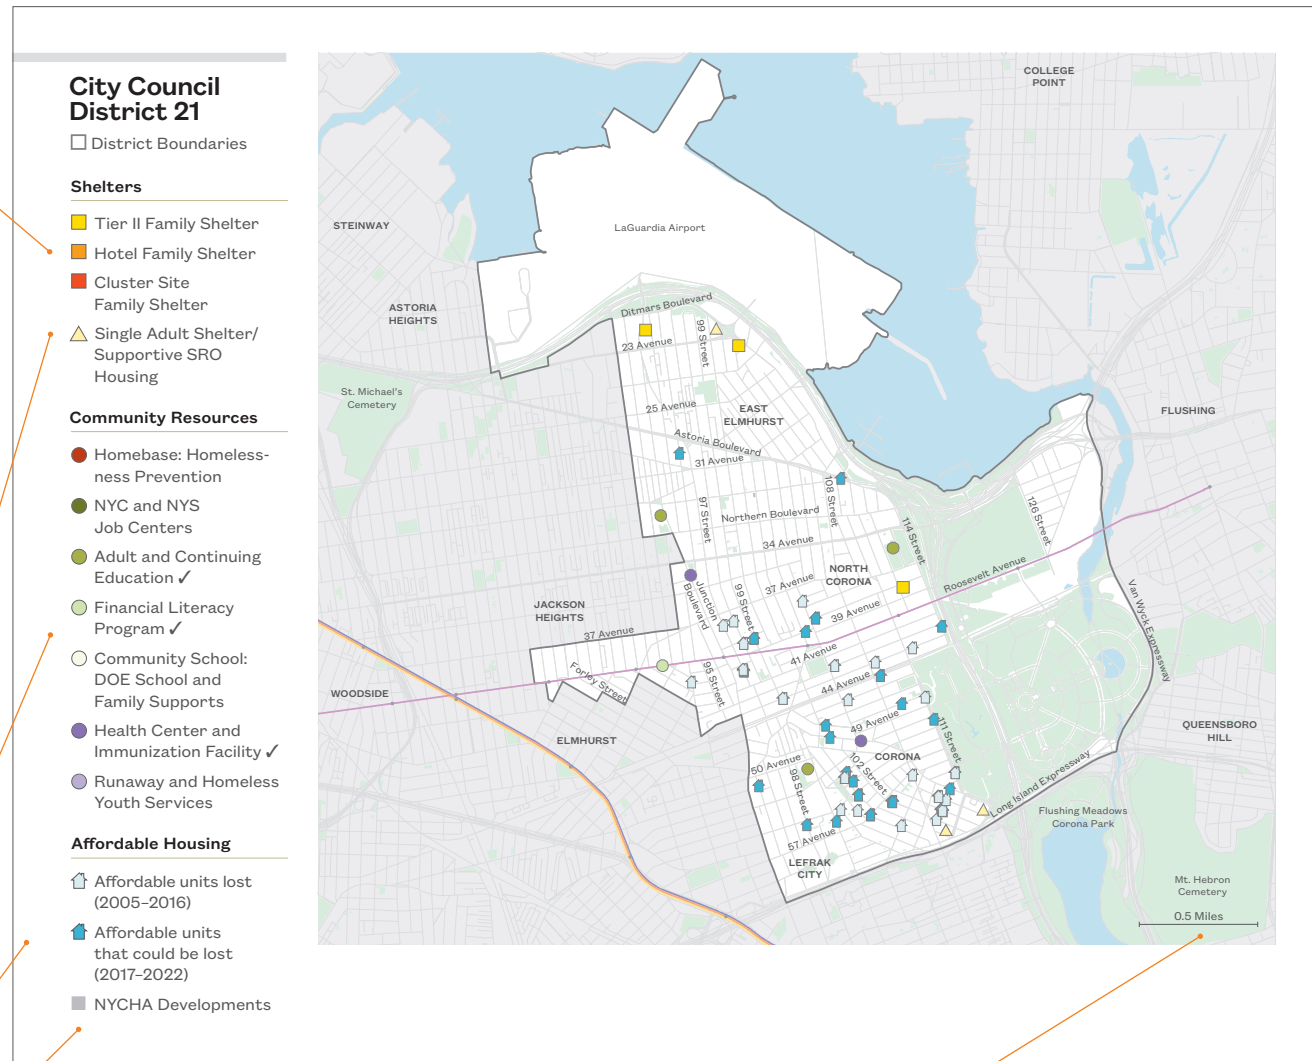 City Council
District 21
District Boundaries
Shelters
Tier II Family Shelter
Hotel Family Shelter
Cluster Site
Family Shelter
Single Adult Shelter/
Supportive SRO
Housing
Community Resources
Homebase: Homeless-
ness Prevention
NYC and NYS
Job Centers
Adult and Continuing
Education ✓
Financial Literacy
Program ✓
Community School:
DOE School and
Family Supports
Health Center and
Immunization Facility ✓
Runaway and Homeless
Youth Services
Affordable Housing
Affordable units lost
(2005–2016)
Affordable units
that could be lost
(2017–2022)
NYCHA Developments
COLLEGE
POINT
STEINWAY
LaGuardia Airport
ASTORIA
HEIGHTS
Ditmars Boulevard
99 Street
23 Avenue
St. Michael's
Cemetery
25 Avenue
EAST
ELMHURST
FLUSHING
Astoria Boulevard
31 Avenue
108 Street
97 Street
Northern Boulevard
126 Street
114 Street
34 Avenue
NORTH
CORONA
Roosevelt Avenue
37 Avenue
Junction
Boulevard
99 Street
39 Avenue
JACKSON
HEIGHTS
37 Avenue
Van Wyck Expressway
41 Avenue
95 Street
Forley Street
44 Avenue
WOODSIDE
49 Avenue
111 Street
QUEENSBORO
HILL
ELMHURST
CORONA
50 Avenue
98 Street
102 Street
Long Island Expressway
Flushing Meadows
Corona Park
57 Avenue
LEFRAK
CITY
Mt. Hebron
Cemetery
0.5 Miles